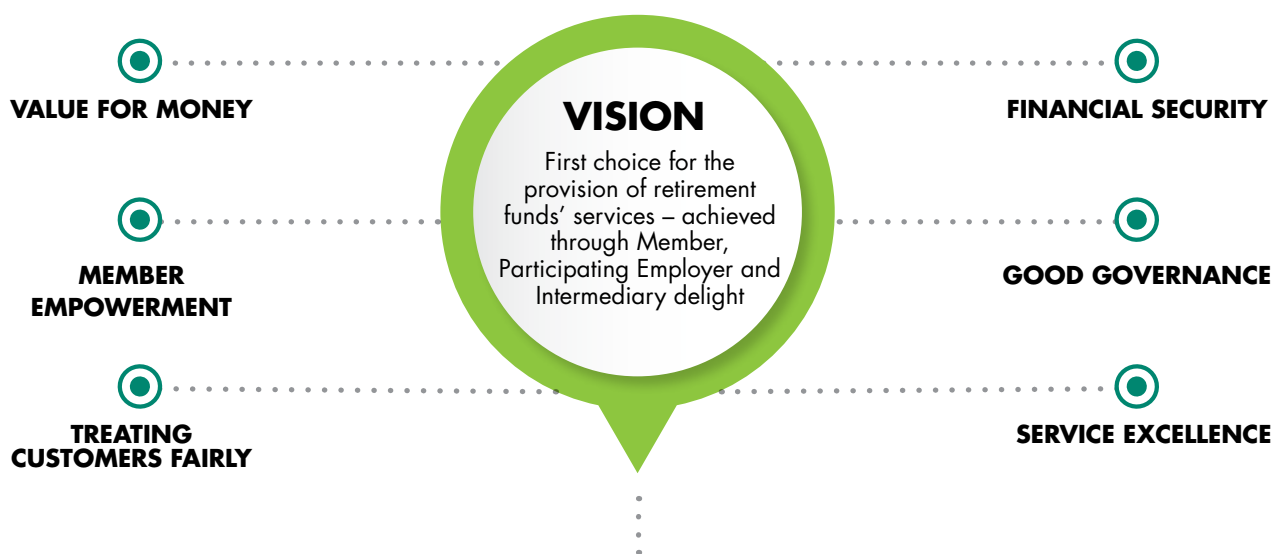 VALUE FOR MONEY
MEMBER
EMPOWERMENT
TREATING
CUSTOMERS FAIRLY
VISION
First choice for the
provision of retirement
funds’ services – achieved
through Member,
Participating Employer and
Intermediary delight
FINANCIAL SECURITY
GOOD GOVERNANCE
SERVICE EXCELLENCE